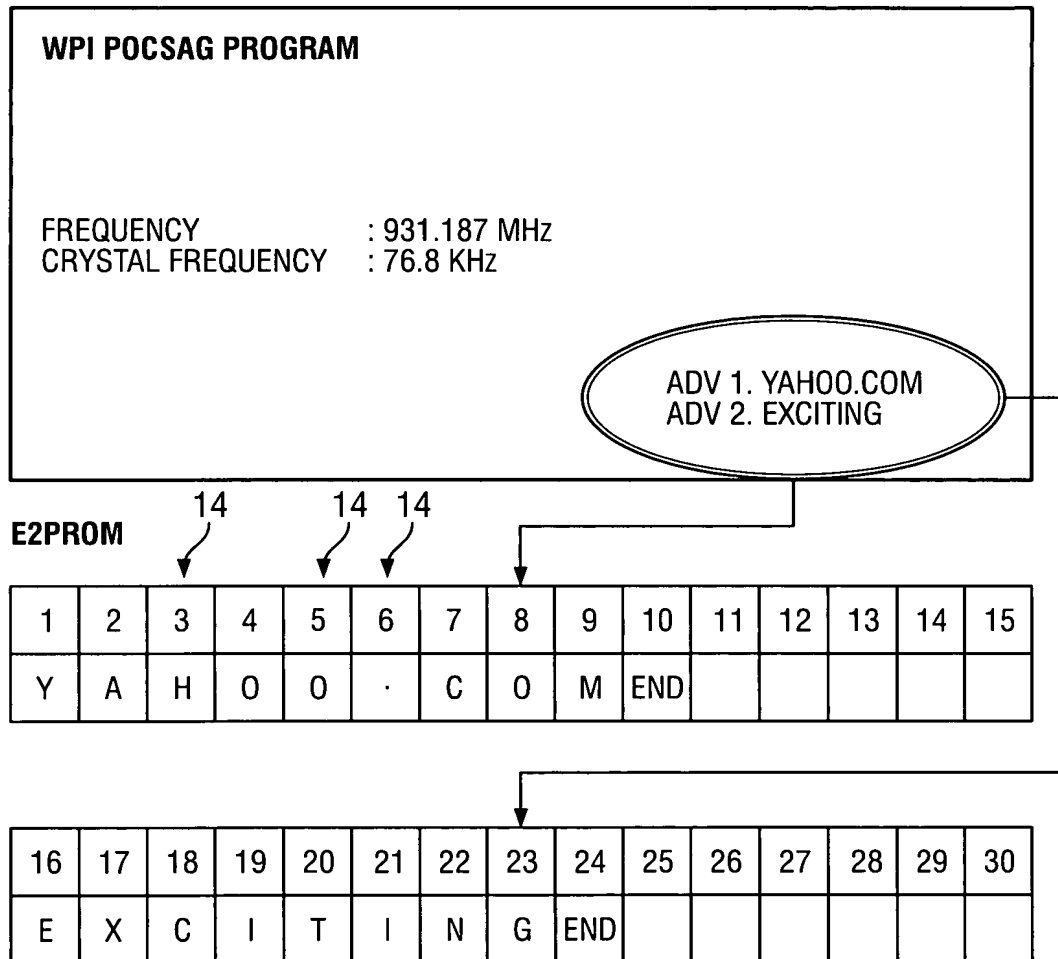 WPI POCSAG PROGRAM
FREQUENCY : 931.187 MHz
CRYSTAL FREQUENCY : 76.8 KHz
ADV 1. YAHOO.COM
ADV 2. EXCITING
14 14 14
E2PROM
1 2 3 4 5 6 7 8 9 10 11 12 13 14 15
Y A H O O · C O M END
16 17 18 19 20 21 22 23 24 25 26 27 28 29 30
E X C I T I N G END